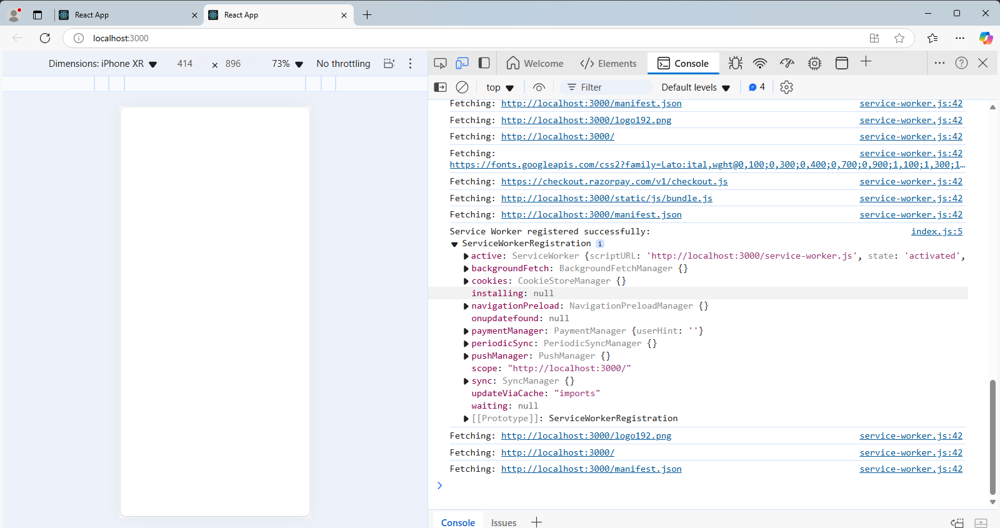 React App
React App
localhost:3000
Dimensions: iPhone XR 414 × 896 73% No throttling
Welcome Elements Console
top Filter Default levels 4
Fetching: http://localhost:3000/manifest.json service-worker.js:42
Fetching: http://localhost:3000/logo192.png service-worker.js:42
Fetching: http://localhost:3000/ service-worker.js:42
Fetching: service-worker.js:42
https://fonts.googleapis.com/css2?family=Lato:ital,wght@0,100;0,300;0,400;0,700;0,900;1,100;1,300;1…
Fetching: https://checkout.razorpay.com/v1/checkout.js service-worker.js:42
Fetching: http://localhost:3000/static/js/bundle.js service-worker.js:42
Fetching: http://localhost:3000/manifest.json service-worker.js:42
Service Worker registered successfully: index.js:5
ServiceWorkerRegistration i
active: ServiceWorker {scriptURL: 'http://localhost:3000/service-worker.js', state: 'activated',
backgroundFetch: BackgroundFetchManager {}
cookies: CookieStoreManager {}
installing: null
navigationPreload: NavigationPreloadManager {}
onupdatefound: null
paymentManager: PaymentManager {userHint: ''}
periodicSync: PeriodicSyncManager {}
pushManager: PushManager {}
scope: "http://localhost:3000/"
sync: SyncManager {}
updateViaCache: "imports"
waiting: null
[[Prototype]]: ServiceWorkerRegistration
Fetching: http://localhost:3000/logo192.png service-worker.js:42
Fetching: http://localhost:3000/ service-worker.js:42
Fetching: http://localhost:3000/manifest.json service-worker.js:42
Console Issues